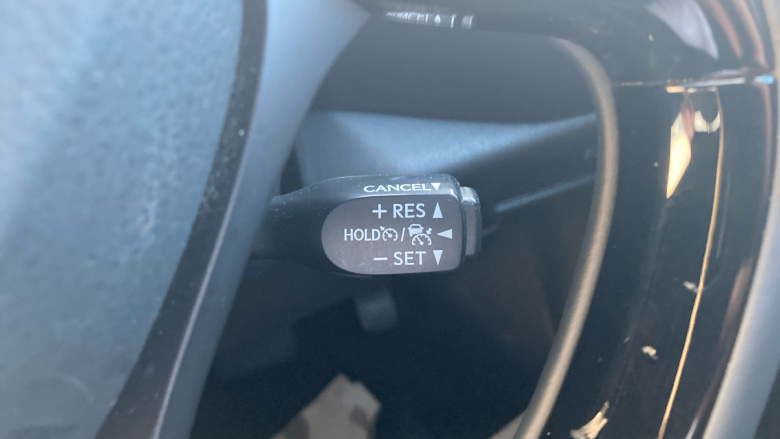 CANCEL▼
+ RES ▲
HOLD / ◀
− SET ▼